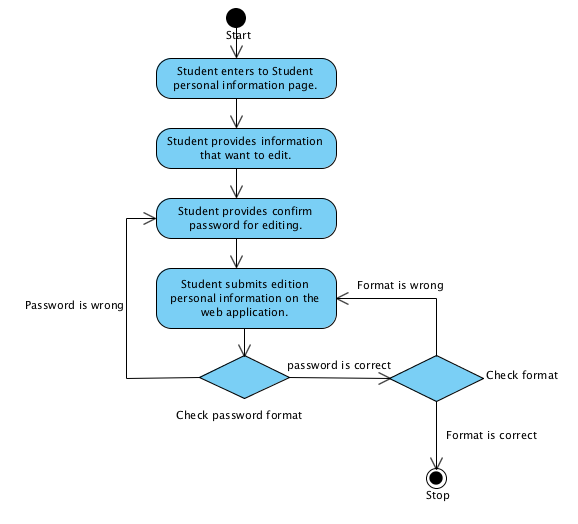 Start
Student enters to Student
personal information page.
Student provides information
that want to edit.
Student provides confirm
password for editing.
Student submits edition
personal information on the
web application.
Format is wrong
Password is wrong
password is correct
Check format
Check password format
Format is correct
Stop